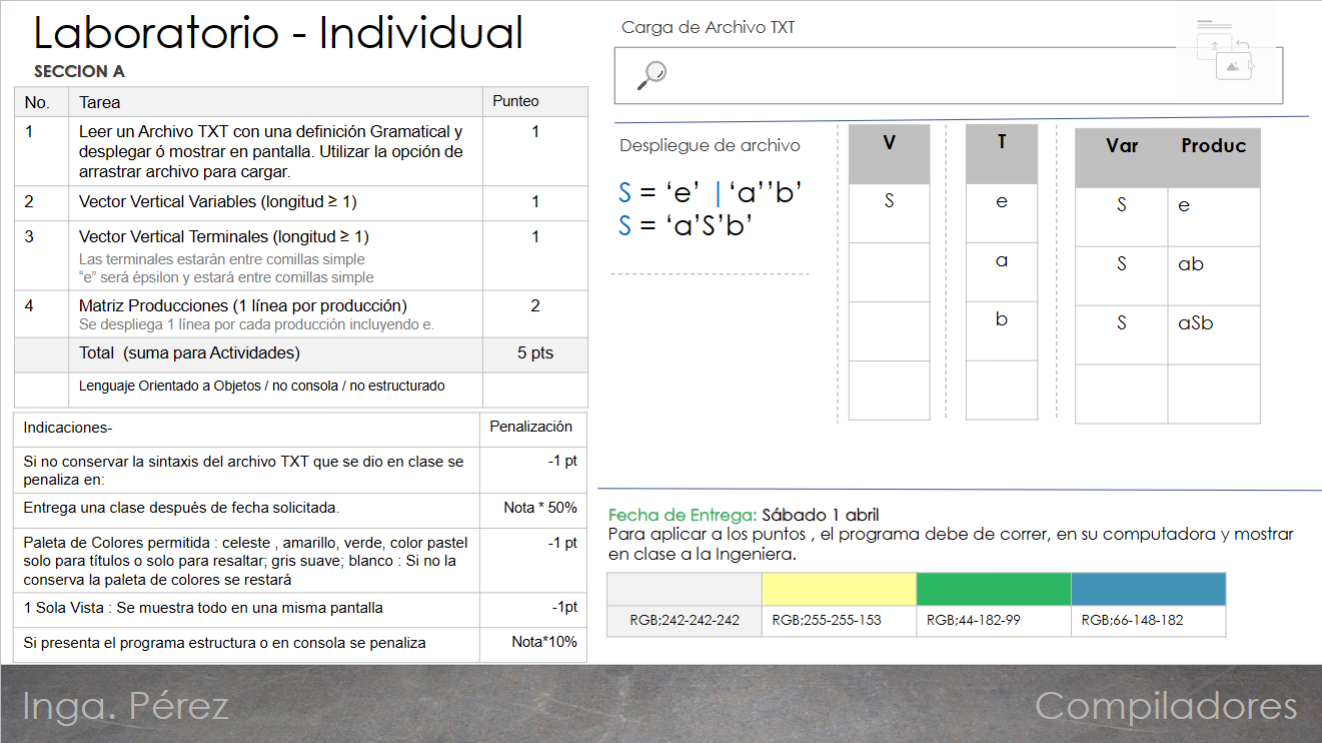 Laboratorio - Individual
SECCION A
No. Tarea Punteo
1 Leer un Archivo TXT con una definición Gramatical y 1
desplegar ó mostrar en pantalla. Utilizar la opción de
arrastrar archivo para cargar.
2 Vector Vertical Variables (longitud ≥ 1) 1
3 Vector Vertical Terminales (longitud ≥ 1) 1
Las terminales estarán entre comillas simple
“e” será épsilon y estará entre comillas simple
4 Matriz Producciones (1 línea por producción) 2
Se despliega 1 línea por cada producción incluyendo e.
Total (suma para Actividades) 5 pts
Lenguaje Orientado a Objetos / no consola / no estructurado
Indicaciones- Penalización
Si no conservar la sintaxis del archivo TXT que se dio en clase se -1 pt
penaliza en:
Entrega una clase después de fecha solicitada. Nota * 50%
Paleta de Colores permitida : celeste , amarillo, verde, color pastel -1 pt
solo para títulos o solo para resaltar; gris suave; blanco : Si no la
conserva la paleta de colores se restará
1 Sola Vista : Se muestra todo en una misma pantalla -1pt
Si presenta el programa estructura o en consola se penaliza Nota*10%
Carga de Archivo TXT
Despliegue de archivo
S = ‘e’ | ‘a’’b’
S = ‘a’S’b’
V
S
T
e
a
b
Var Produc
S e
S ab
S aSb
Fecha de Entrega: Sábado 1 abril
Para aplicar a los puntos , el programa debe de correr, en su computadora y mostrar
en clase a la Ingeniera.
RGB;242-242-242 RGB;255-255-153 RGB;44-182-99 RGB;66-148-182
Inga. Pérez
Compiladores